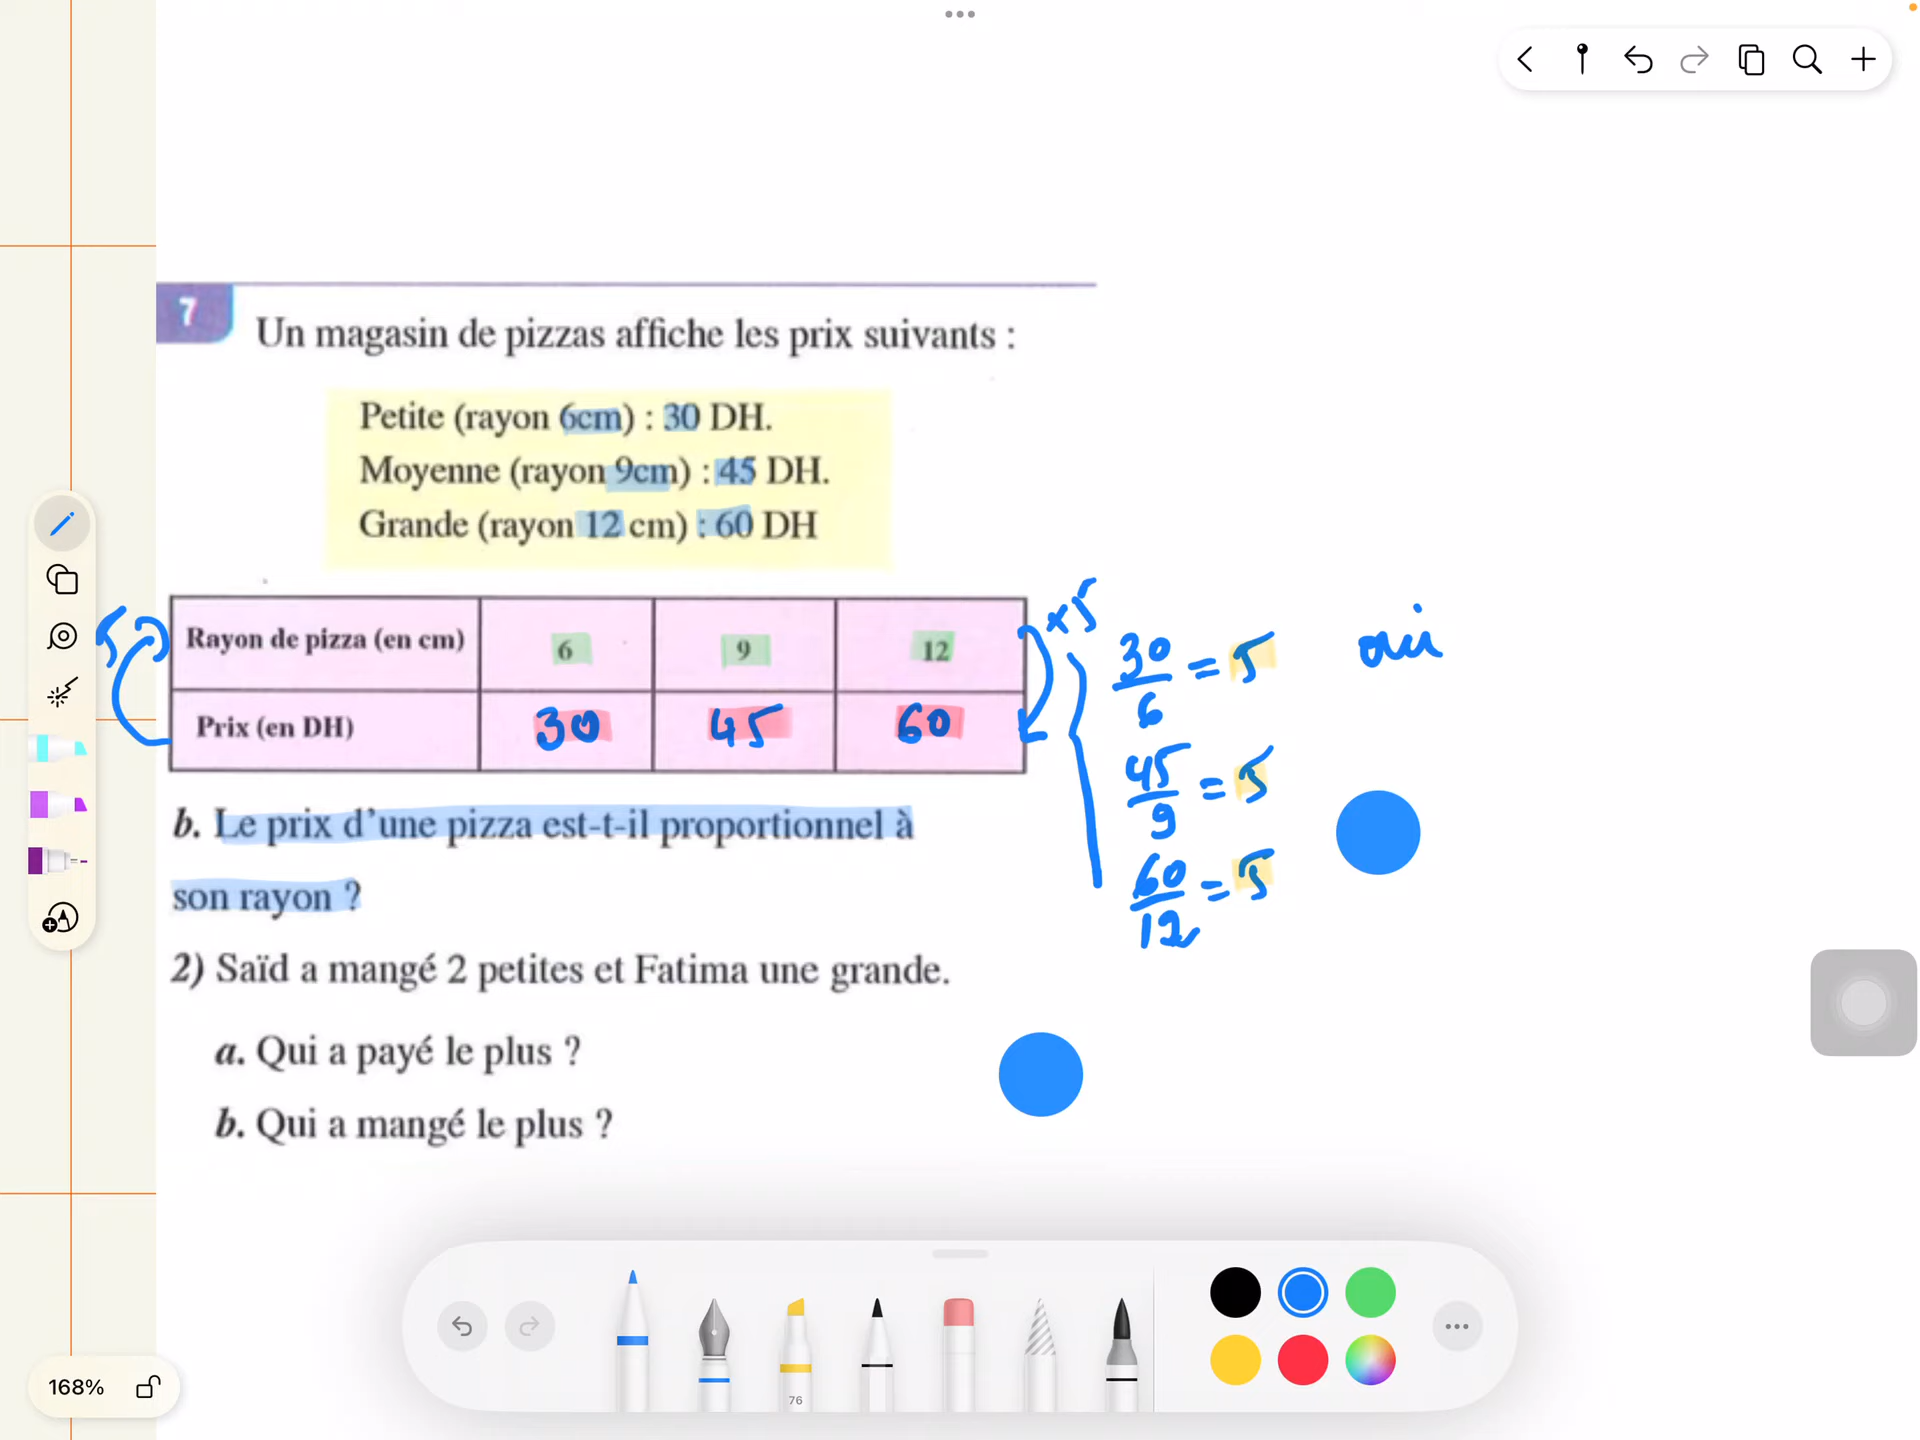 7
Un magasin de pizzas affiche les prix suivants :
Petite (rayon 6cm) : 30 DH.
Moyenne (rayon 9cm) : 45 DH.
Grande (rayon 12 cm) : 60 DH
Rayon de pizza (en cm) 6 9 12
Prix (en DH) 30 45 60
5
×5
30/6 = 5
45/9 = 5
60/12 = 5
oui
b. Le prix d'une pizza est-t-il proportionnel à
son rayon ?
2) Saïd a mangé 2 petites et Fatima une grande.
a. Qui a payé le plus ?
b. Qui a mangé le plus ?
76
168%